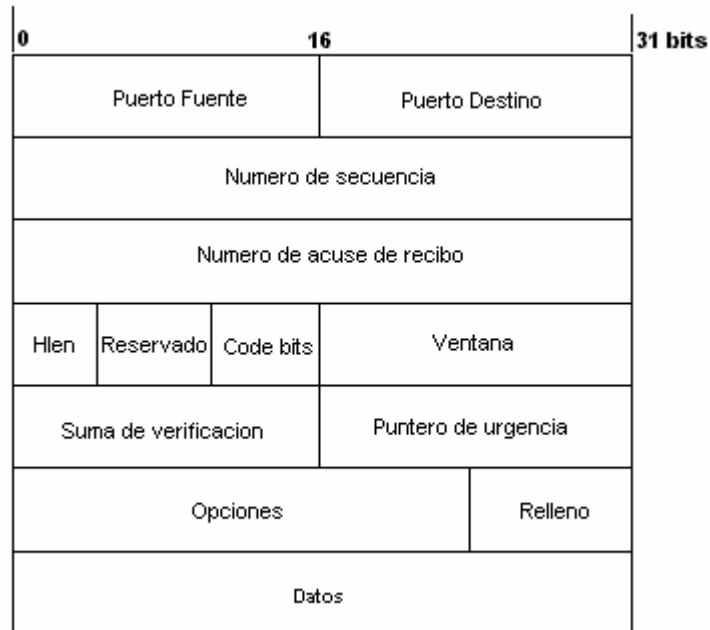 0 16 31 bits
Puerto Fuente Puerto Destino
Numero de secuencia
Numero de acuse de recibo
Hlen Reservado Code bits Ventana
Suma de verificacion Puntero de urgencia
Opciones Relleno
Datos